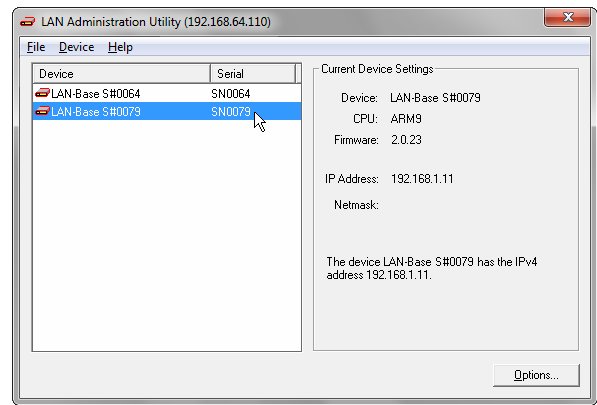 LAN Administration Utility (192.168.64.110)
File Device Help
Device Serial
LAN-Base S#0064 SN0064
LAN-Base S#0079 SN0079
Current Device Settings
Device: LAN-Base S#0079
CPU: ARM9
Firmware: 2.0.23
IP Address: 192.168.1.11
Netmask:
The device LAN-Base S#0079 has the IPv4
address 192.168.1.11.
Options...